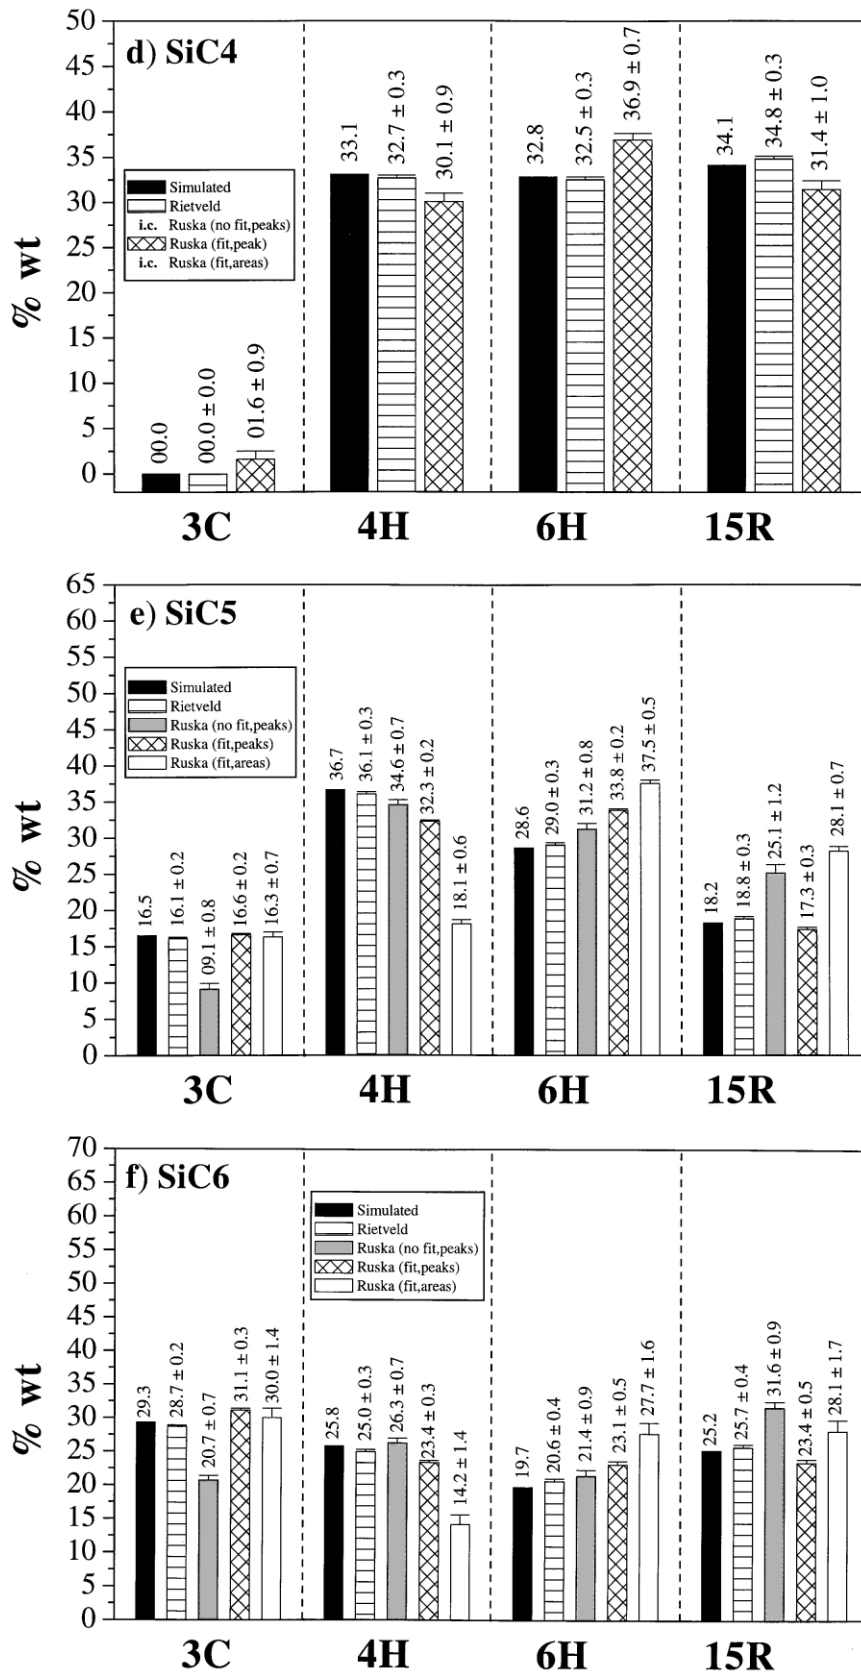 d) SiC4
% wt
50
45
40
35
30
25
20
15
10
5
0
Simulated
Rietveld
i.c. Ruska (no fit,peaks)
Ruska (fit,peak)
i.c. Ruska (fit,areas)
00.0
00.0 ± 0.0
01.6 ± 0.9
33.1
32.7 ± 0.3
30.1 ± 0.9
32.8
32.5 ± 0.3
36.9 ± 0.7
34.1
34.8 ± 0.3
31.4 ± 1.0
3C 4H 6H 15R
e) SiC5
% wt
65
60
55
50
45
40
35
30
25
20
15
10
5
0
Simulated
Rietveld
Ruska (no fit,peaks)
Ruska (fit,peaks)
Ruska (fit,areas)
16.5
16.1 ± 0.2
09.1 ± 0.8
16.6 ± 0.2
16.3 ± 0.7
36.7
36.1 ± 0.3
34.6 ± 0.7
32.3 ± 0.2
18.1 ± 0.6
28.6
29.0 ± 0.3
31.2 ± 0.8
33.8 ± 0.2
37.5 ± 0.5
18.2
18.8 ± 0.3
25.1 ± 1.2
17.3 ± 0.3
28.1 ± 0.7
3C 4H 6H 15R
f) SiC6
% wt
70
65
60
55
50
45
40
35
30
25
20
15
10
5
0
Simulated
Rietveld
Ruska (no fit,peaks)
Ruska (fit,peaks)
Ruska (fit,areas)
29.3
28.7 ± 0.2
20.7 ± 0.7
31.1 ± 0.3
30.0 ± 1.4
25.8
25.0 ± 0.3
26.3 ± 0.7
23.4 ± 0.3
14.2 ± 1.4
19.7
20.6 ± 0.4
21.4 ± 0.9
23.1 ± 0.5
27.7 ± 1.6
25.2
25.7 ± 0.4
31.6 ± 0.9
23.4 ± 0.5
28.1 ± 1.7
3C 4H 6H 15R